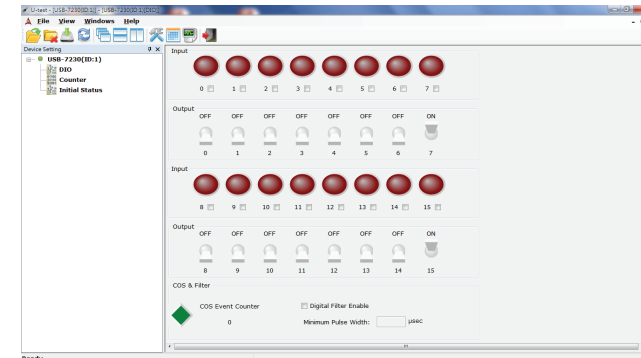 U-test - [USB-7230(ID:1)] - [USB-7230(ID:1)(DIO)]
File View Windows Help
Device Setting
USB-7230(ID:1)
DIO
Counter
Initial Status
Input
0 1 2 3 4 5 6 7
Output
OFF OFF OFF OFF OFF OFF OFF ON
0 1 2 3 4 5 6 7
Input
8 9 10 11 12 13 14 15
Output
OFF OFF OFF OFF OFF OFF OFF ON
8 9 10 11 12 13 14 15
COS & Filter
COS Event Counter Digital Filter Enable
0 Minimum Pulse Width: μsec
Ready